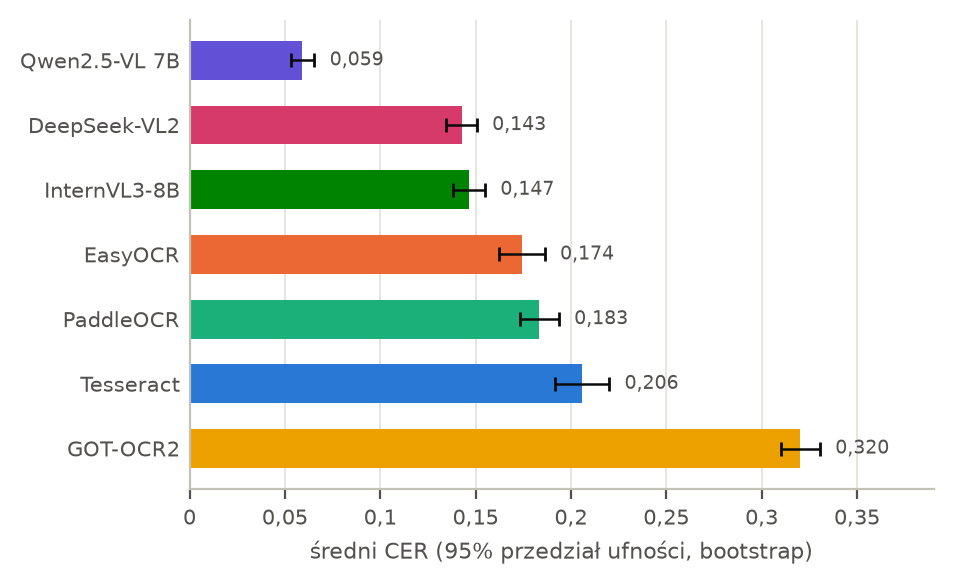 Qwen2.5-VL 7B 0,059
DeepSeek-VL2 0,143
InternVL3-8B 0,147
EasyOCR 0,174
PaddleOCR 0,183
Tesseract 0,206
GOT-OCR2 0,320
0 0,05 0,1 0,15 0,2 0,25 0,3 0,35
średni CER (95% przedział ufności, bootstrap)